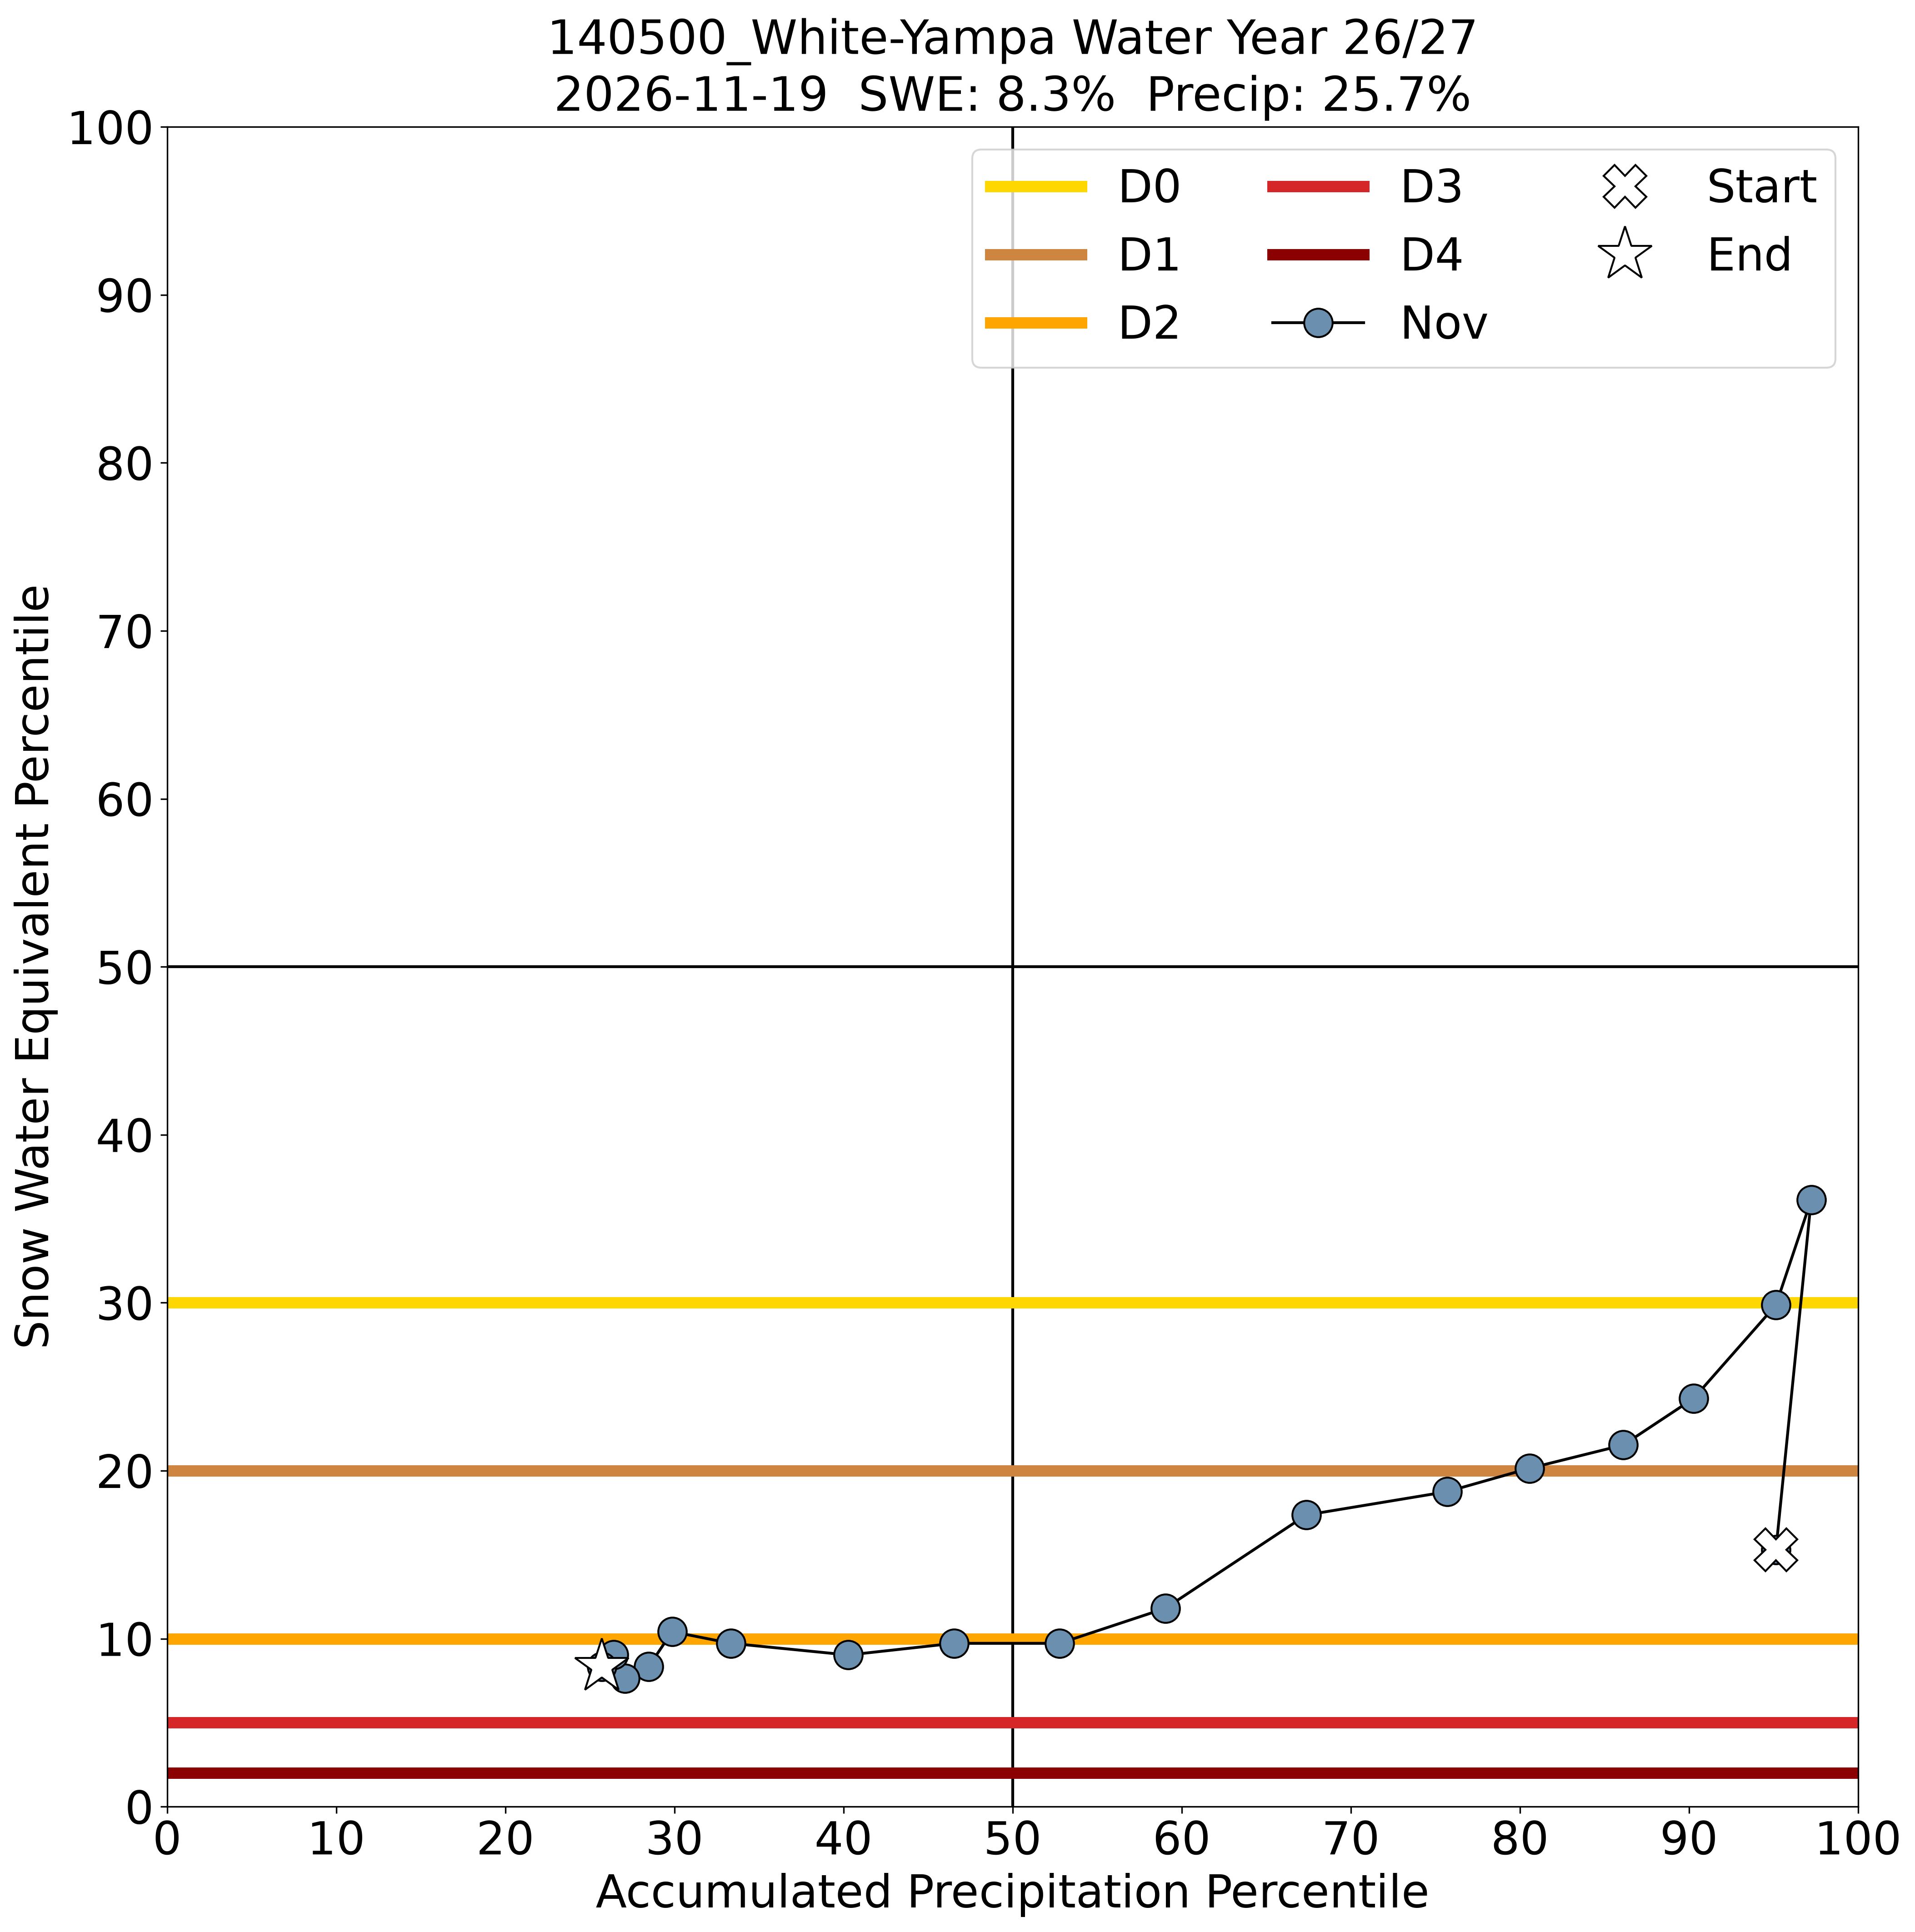 140500_White-Yampa Water Year 26/27
2026-11-19  SWE: 8.3%  Precip: 25.7%
100
90
80
70
60
50
40
30
20
10
0
Snow Water Equivalent Percentile
D0
D1
D2
D3
D4
Nov
Start
End
0 10 20 30 40 50 60 70 80 90 100
Accumulated Precipitation Percentile